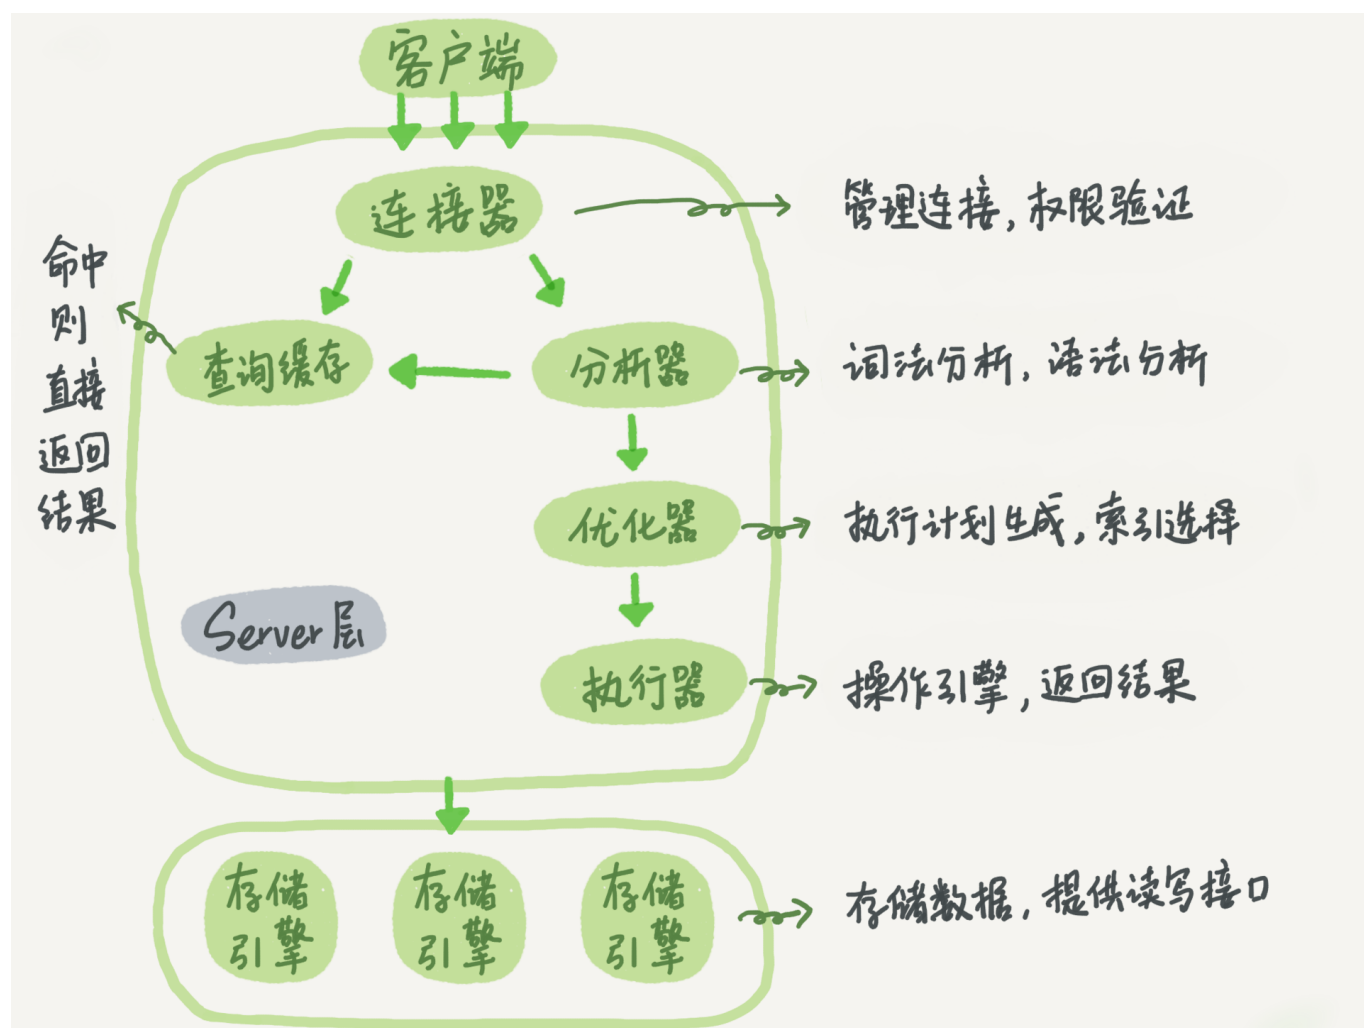 客户端
连接器
管理连接，权限验证
命中
则
直接
返回
结果
查询缓存
分析器
词法分析，语法分析
优化器
执行计划生成，索引选择
Server层
执行器
操作引擎，返回结果
存储
引擎
存储
引擎
存储
引擎
存储数据，提供读写接口